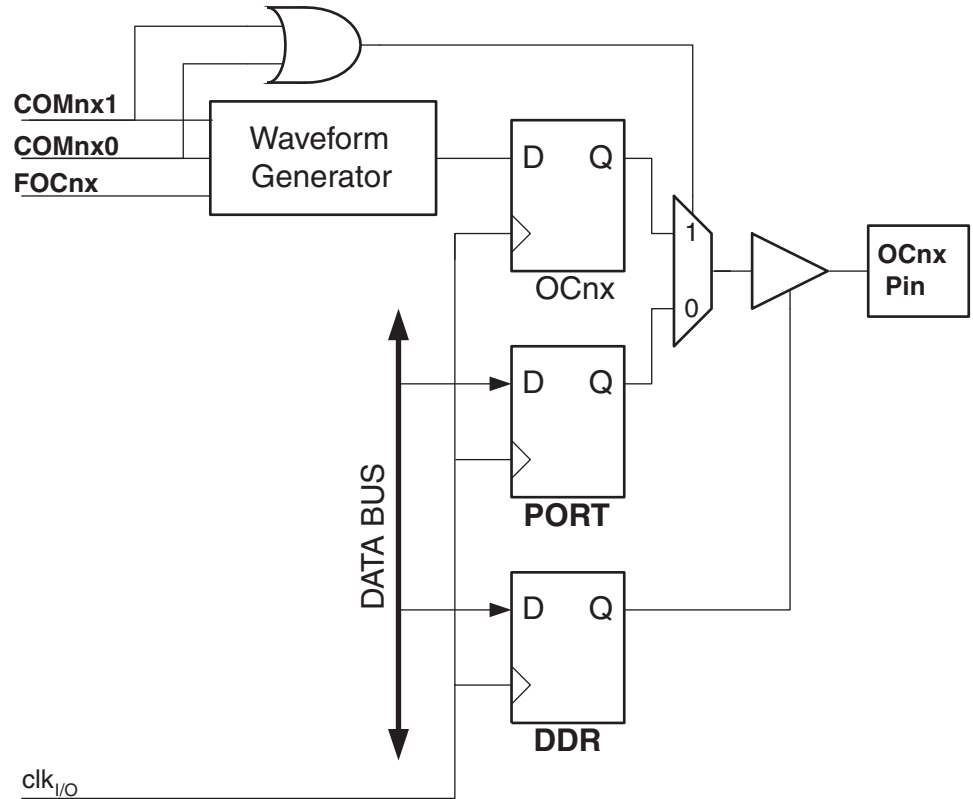 COMnx1
COMnx0
FOCnx
Waveform
Generator
D Q
OCnx
1
0
OCnx
Pin
D Q
PORT
DATA BUS
D Q
DDR
clkI/O